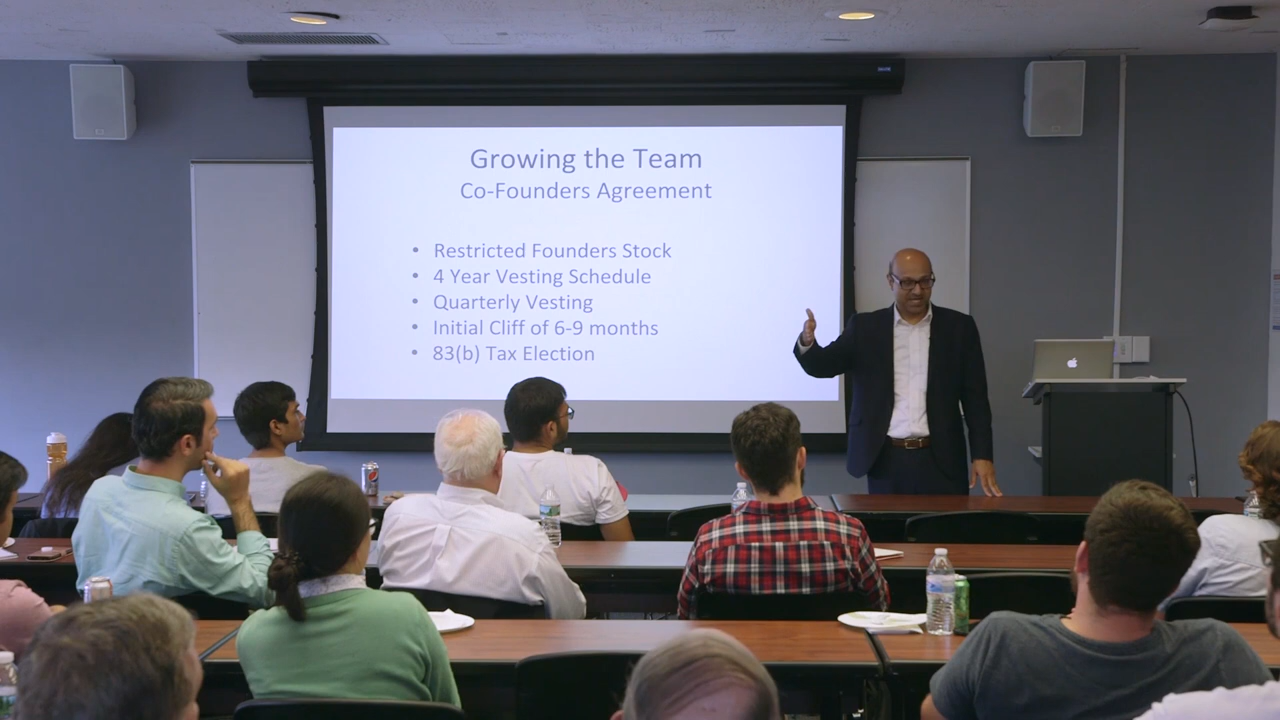 Growing the Team
Co-Founders Agreement
• Restricted Founders Stock
• 4 Year Vesting Schedule
• Quarterly Vesting
• Initial Cliff of 6-9 months
• 83(b) Tax Election